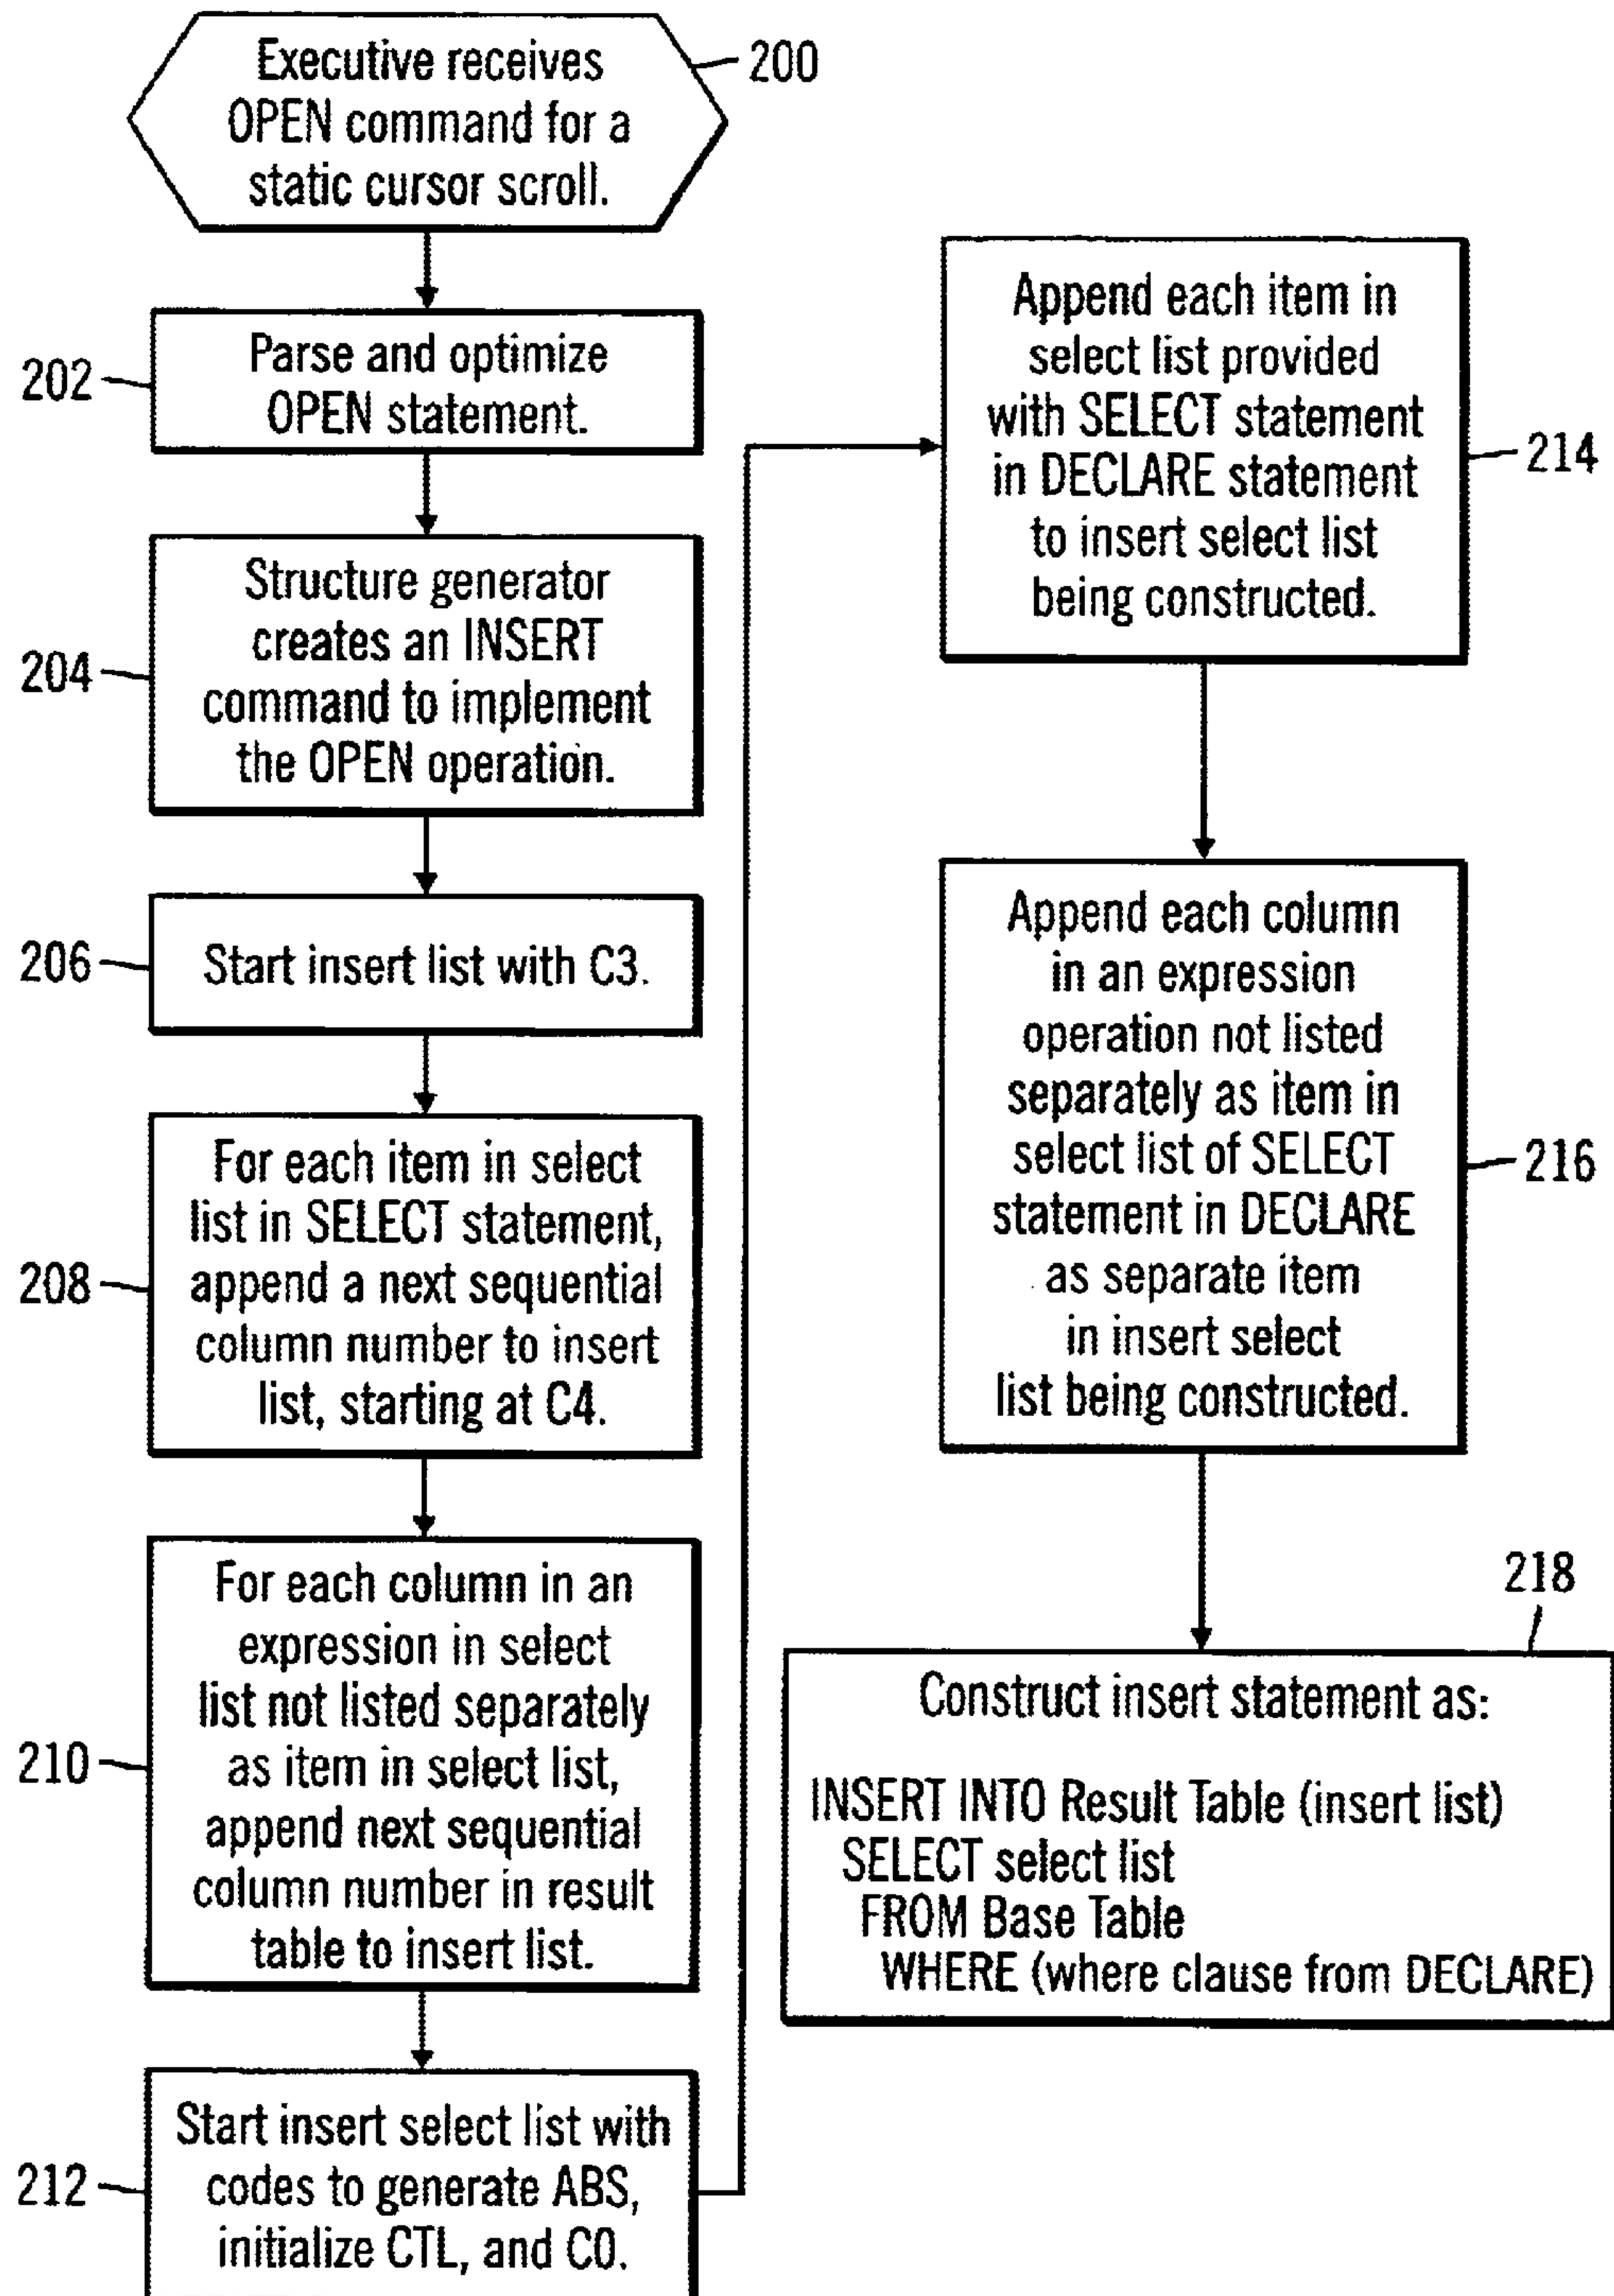 Executive receives
OPEN command for a
static cursor scroll.
200
202
Parse and optimize
OPEN statement.
204
Structure generator
creates an INSERT
command to implement
the OPEN operation.
206
Start insert list with C3.
208
For each item in select
list in SELECT statement,
append a next sequential
column number to insert
list, starting at C4.
210
For each column in an
expression in select
list not listed separately
as item in select list,
append next sequential
column number in result
table to insert list.
212
Start insert select list with
codes to generate ABS,
initialize CTL, and C0.
Append each item in
select list provided
with SELECT statement
in DECLARE statement
to insert select list
being constructed.
214
Append each column
in an expression
operation not listed
separately as item in
select list of SELECT
statement in DECLARE
as separate item
in insert select
list being constructed.
216
218
Construct insert statement as:
INSERT INTO Result Table (insert list)
SELECT select list
FROM Base Table
WHERE (where clause from DECLARE)